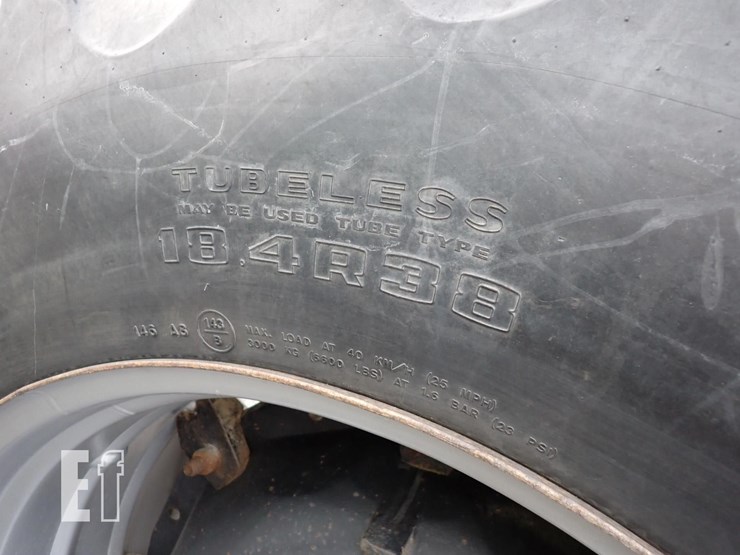 TUBELESS
MAY BE USED TUBE TYPE
18.4R38
146 A8 143/B
MAX. LOAD AT 40 KM/H (25 MPH)
3000 KG (6600 LBS) AT 1.6 BAR (23 PSI)
Ef